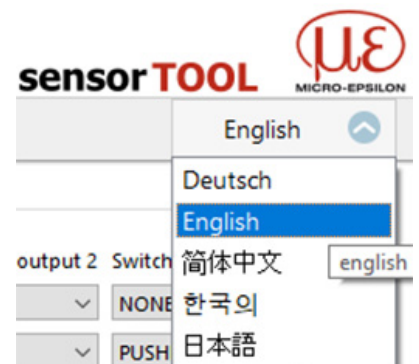 με
sensorTOOL
MICRO-EPSILON
English
Deutsch
English
output 2 Switch
简体中文
english
NONE
한국의
PUSH
日本語